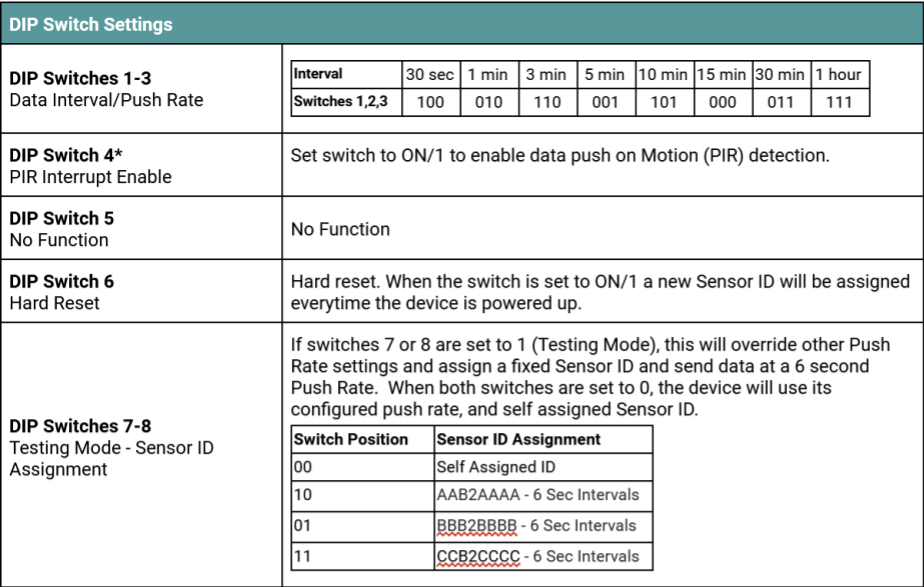 DIP Switch Settings
DIP Switches 1-3
Data Interval/Push Rate
Interval 30 sec 1 min 3 min 5 min 10 min 15 min 30 min 1 hour
Switches 1,2,3 100 010 110 001 101 000 011 111
DIP Switch 4*
PIR Interrupt Enable
Set switch to ON/1 to enable data push on Motion (PIR) detection.
DIP Switch 5
No Function
No Function
DIP Switch 6
Hard Reset
Hard reset. When the switch is set to ON/1 a new Sensor ID will be assigned
everytime the device is powered up.
DIP Switches 7-8
Testing Mode - Sensor ID
Assignment
If switches 7 or 8 are set to 1 (Testing Mode), this will override other Push
Rate settings and assign a fixed Sensor ID and send data at a 6 second
Push Rate. When both switches are set to 0, the device will use its
configured push rate, and self assigned Sensor ID.
Switch Position Sensor ID Assignment
00 Self Assigned ID
10 AAB2AAAA - 6 Sec Intervals
01 BBB2BBBB - 6 Sec Intervals
11 CCB2CCCC - 6 Sec Intervals